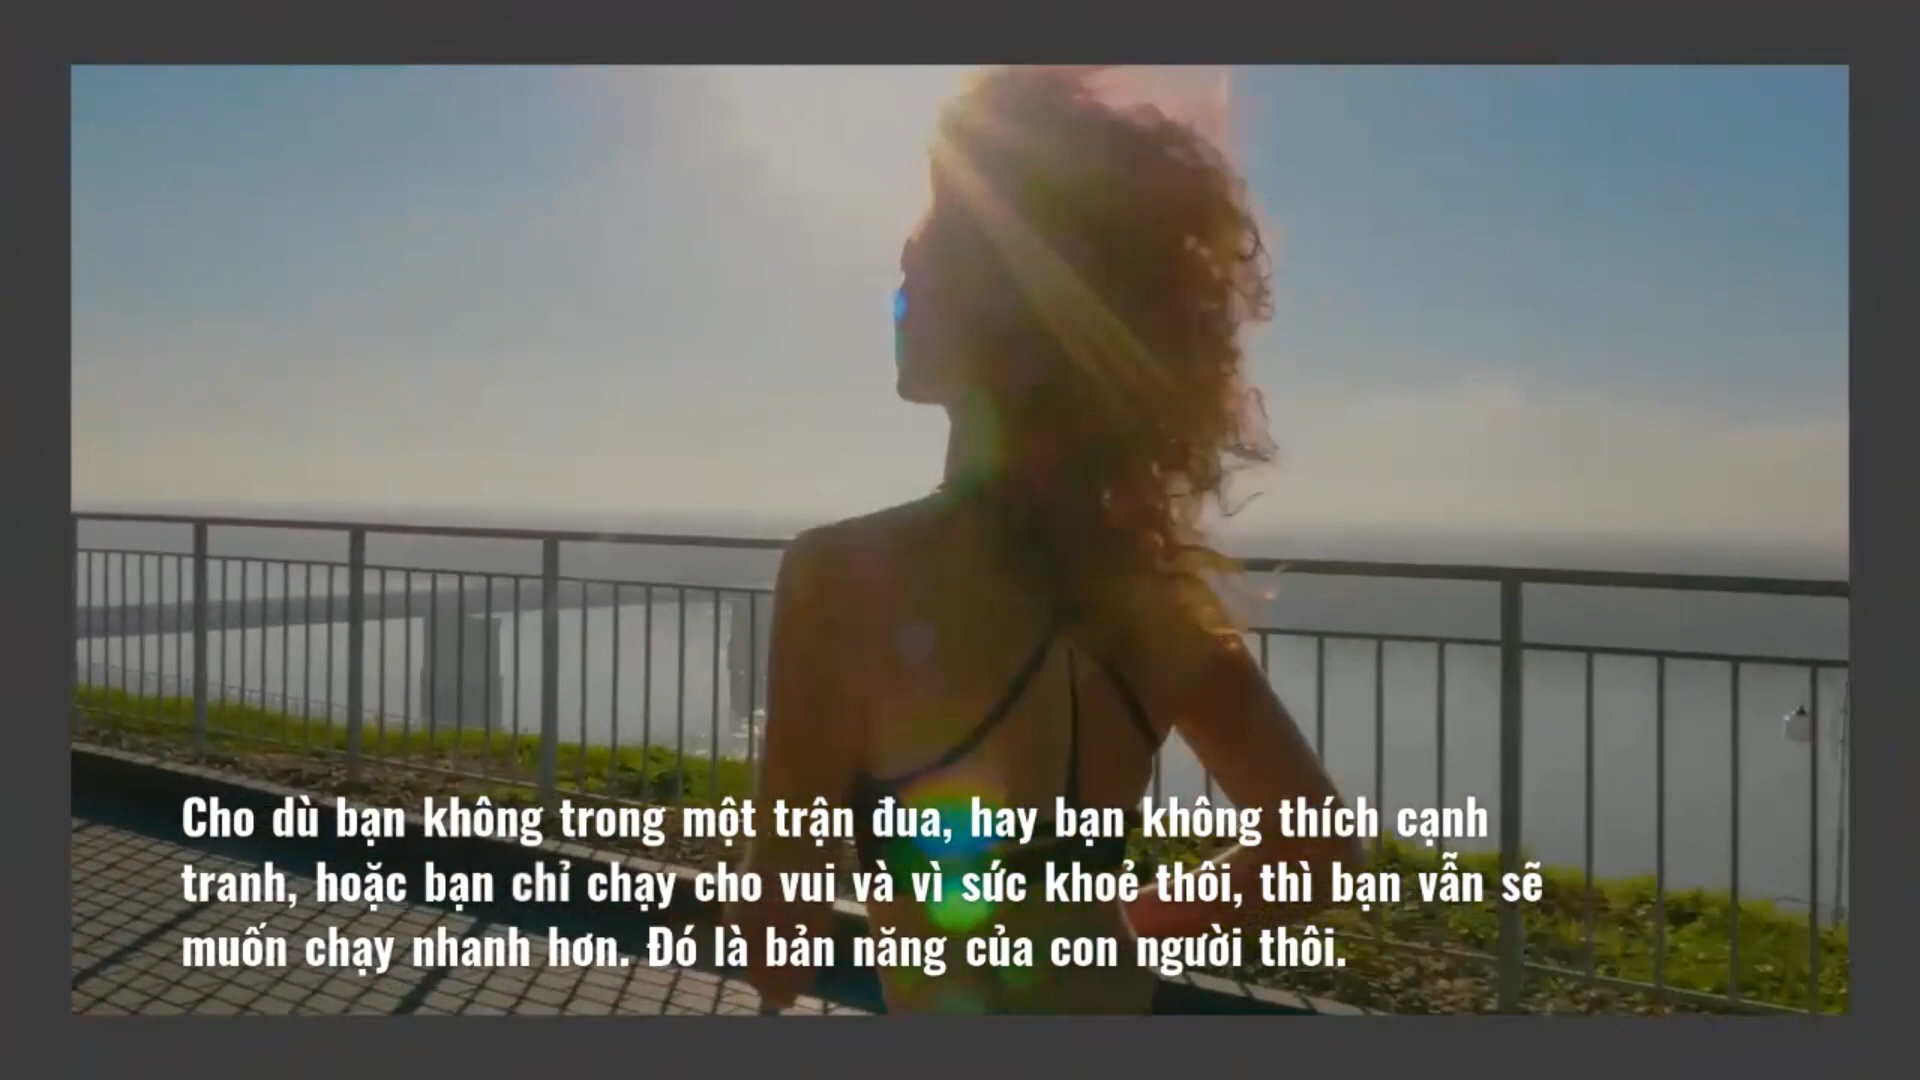 Cho dù bạn không trong một trận đua, hay bạn không thích cạnh
tranh, hoặc bạn chỉ chạy cho vui và vì sức khoẻ thôi, thì bạn vẫn sẽ
muốn chạy nhanh hơn. Đó là bản năng của con người thôi.